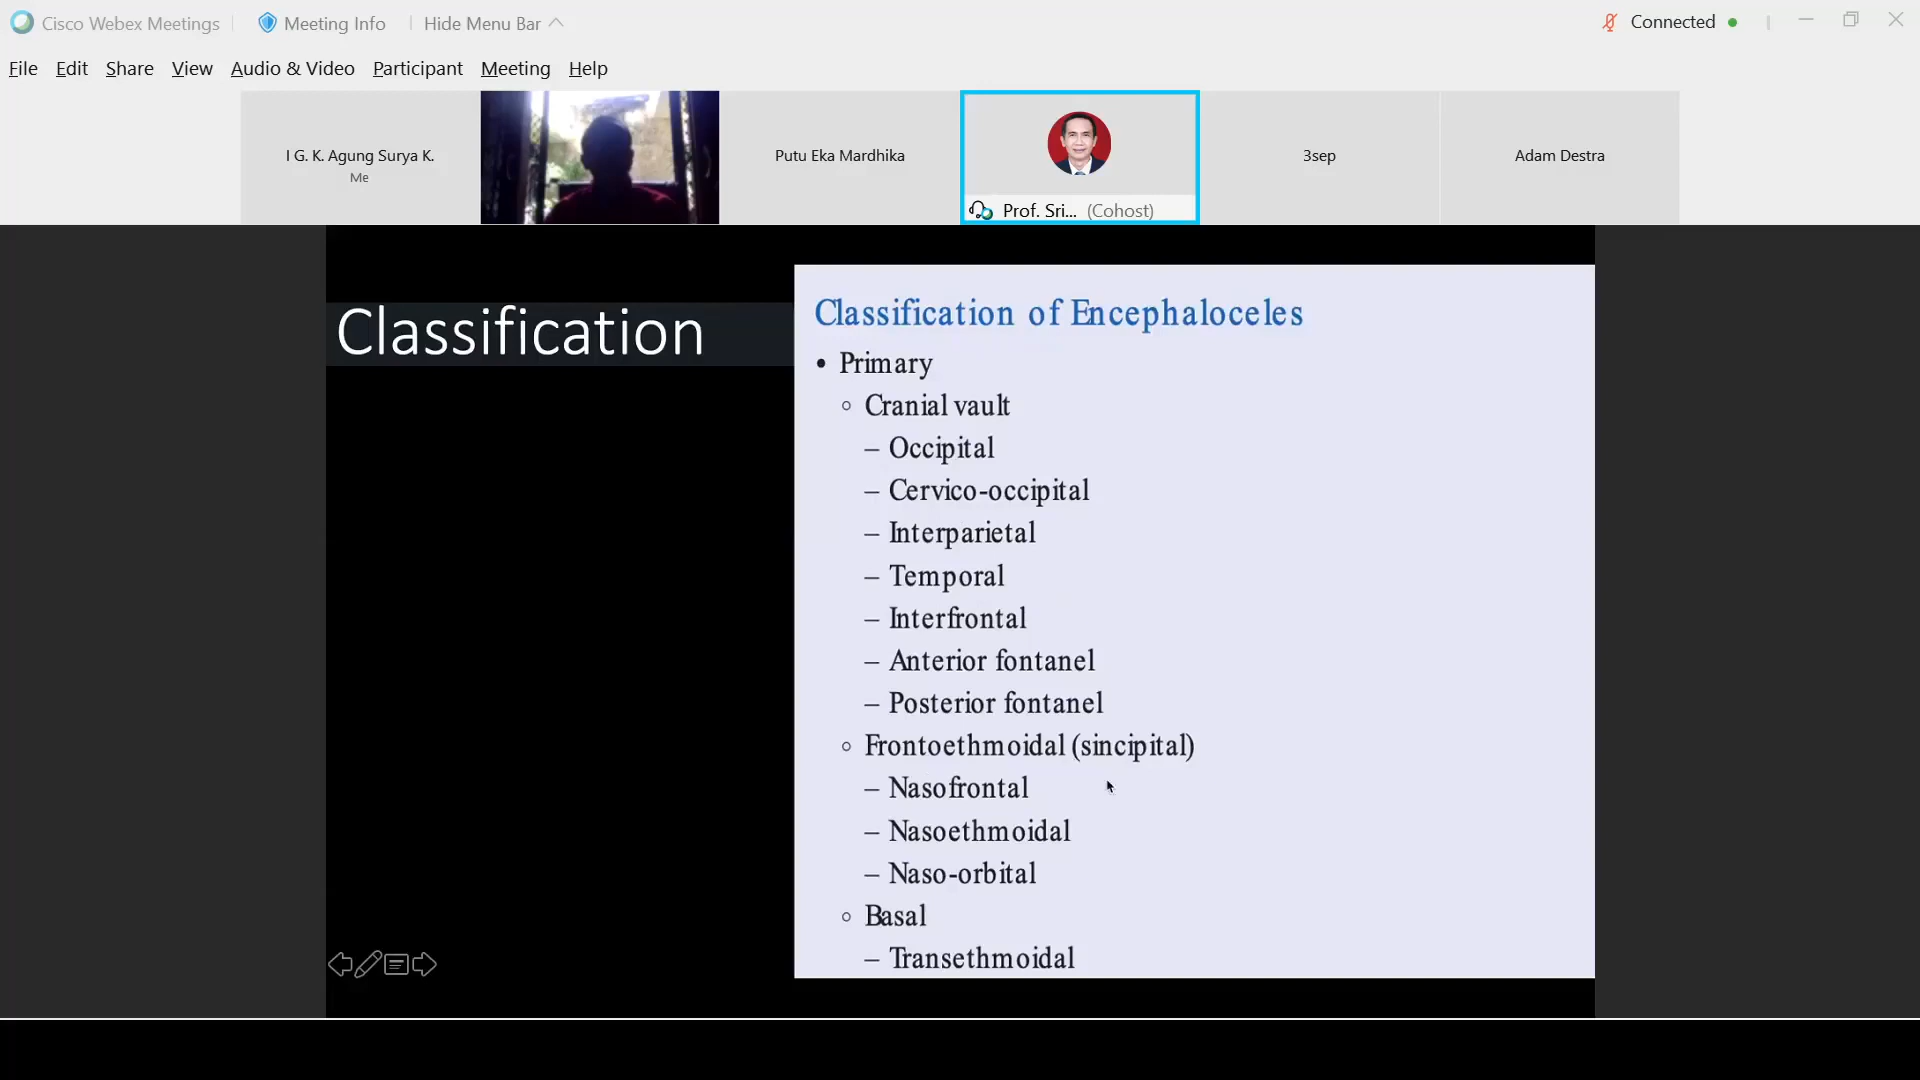 Cisco Webex Meetings
Meeting Info
Hide Menu Bar
Connected
File Edit Share View Audio & Video Participant Meeting Help
I G. K. Agung Surya K.
Me
Putu Eka Mardhika
Prof. Sri... (Cohost)
3sep
Adam Destra
Classification
Classification of Encephaloceles
• Primary
○ Cranial vault
– Occipital
– Cervico-occipital
– Interparietal
– Temporal
– Interfrontal
– Anterior fontanel
– Posterior fontanel
○ Frontoethmoidal (sincipital)
– Nasofrontal
– Nasoethmoidal
– Naso-orbital
○ Basal
– Transethmoidal